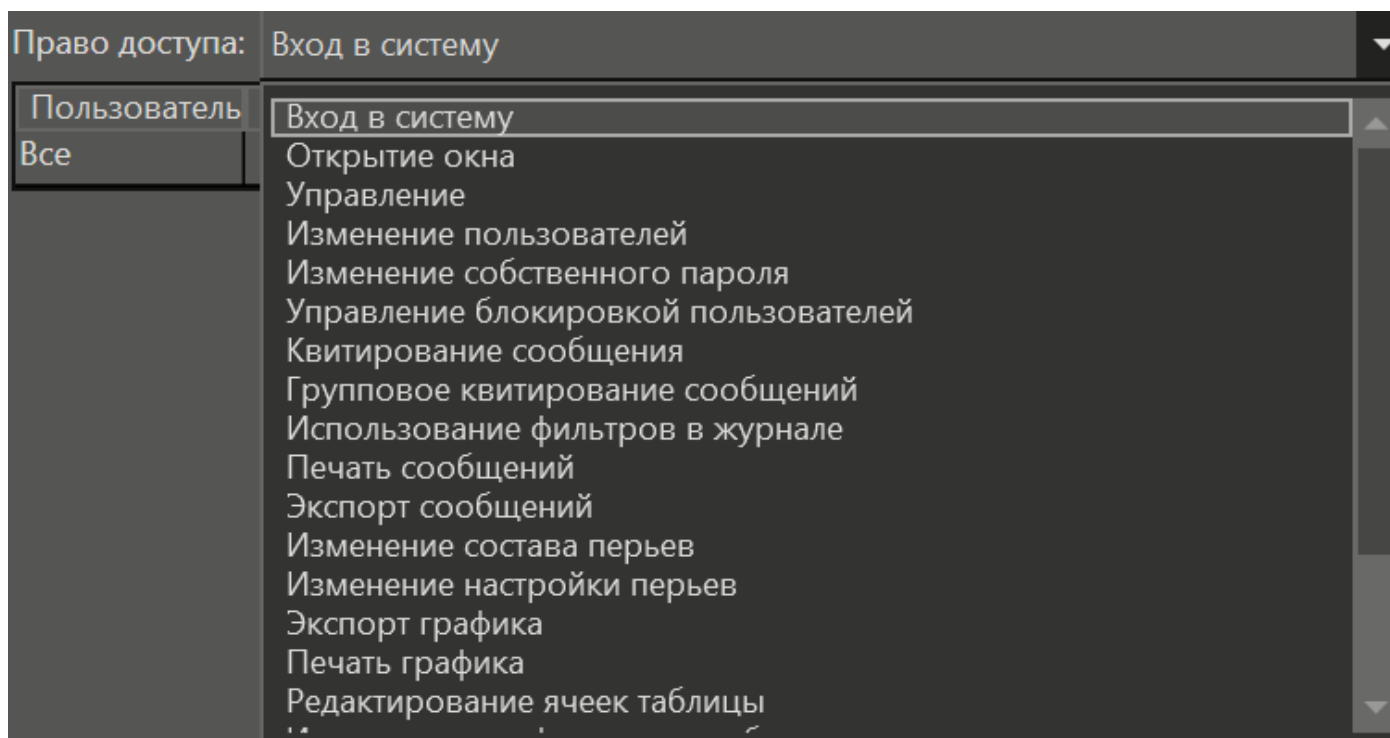 Право доступа: Вход в систему
Пользователь
Все
Вход в систему
Открытие окна
Управление
Изменение пользователей
Изменение собственного пароля
Управление блокировкой пользователей
Квитирование сообщения
Групповое квитирование сообщений
Использование фильтров в журнале
Печать сообщений
Экспорт сообщений
Изменение состава перьев
Изменение настройки перьев
Экспорт графика
Печать графика
Редактирование ячеек таблицы